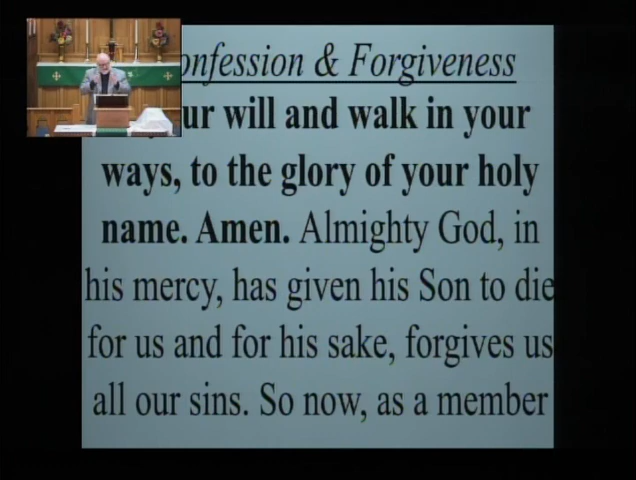 onfession & Forgiveness
ur will and walk in your
ways, to the glory of your holy
name. Amen. Almighty God, in
his mercy, has given his Son to die
for us and for his sake, forgives us
all our sins. So now, as a member